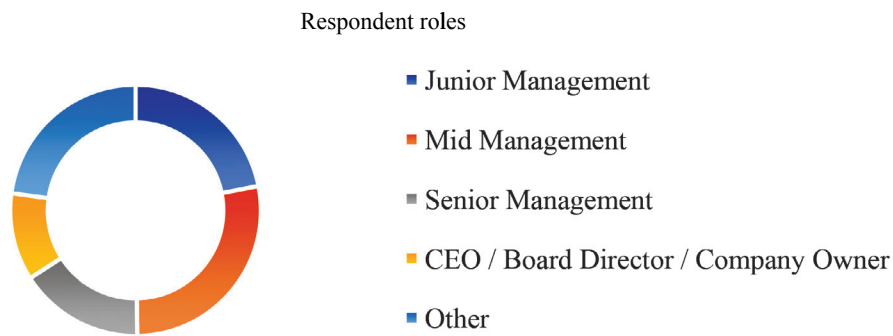 Respondent roles
Junior Management
Mid Management
Senior Management
CEO / Board Director / Company Owner
Other